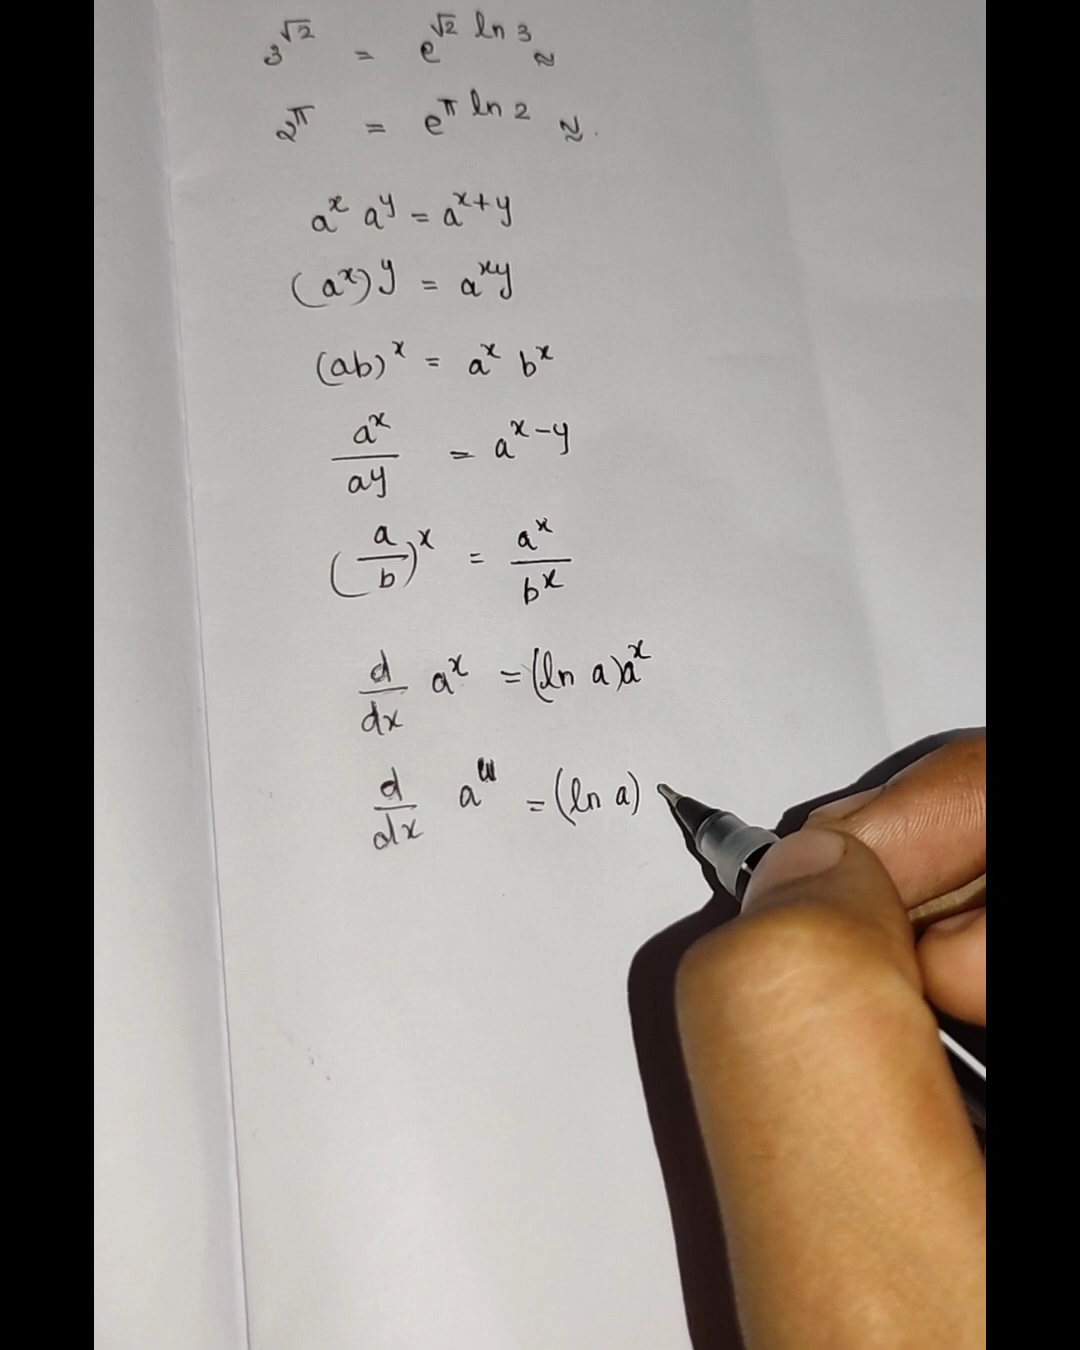 3^√2 = e^√2 ln 3 ≈
2^π = e^π ln 2 ≈.
a^x a^y = a^x+y
(a^x)^y = a^xy
(ab)^x = a^x b^x
a^x / a^y = a^x-y
(a/b)^x = a^x / b^x
d/dx a^x = (ln a)a^x
d/dx a^u = (ln a)